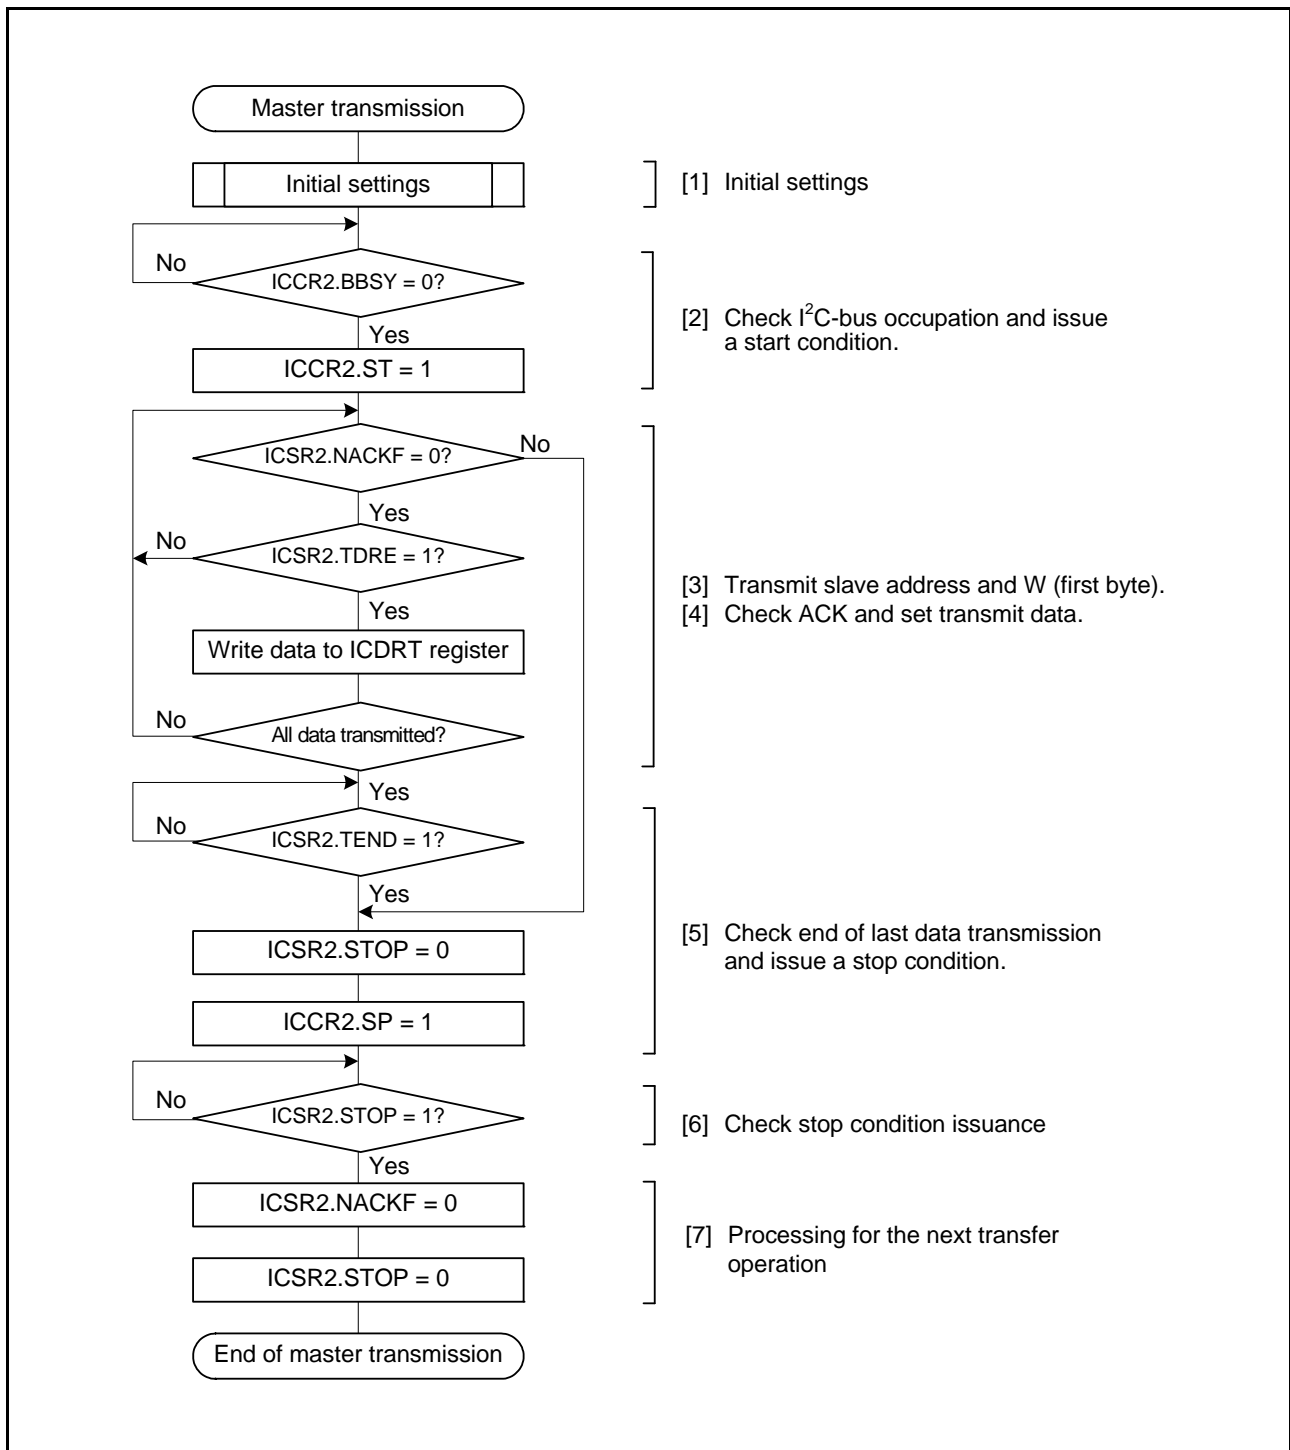 Master transmission
Initial settings
[1] Initial settings
No
ICCR2.BBSY = 0?
Yes
[2] Check I²C-bus occupation and issue
a start condition.
ICCR2.ST = 1
ICSR2.NACKF = 0?
No
Yes
No
ICSR2.TDRE = 1?
Yes
[3] Transmit slave address and W (first byte).
[4] Check ACK and set transmit data.
Write data to ICDRT register
No
All data transmitted?
Yes
No
ICSR2.TEND = 1?
Yes
ICSR2.STOP = 0
[5] Check end of last data transmission
and issue a stop condition.
ICCR2.SP = 1
No
ICSR2.STOP = 1?
[6] Check stop condition issuance
Yes
ICSR2.NACKF = 0
[7] Processing for the next transfer
operation
ICSR2.STOP = 0
End of master transmission